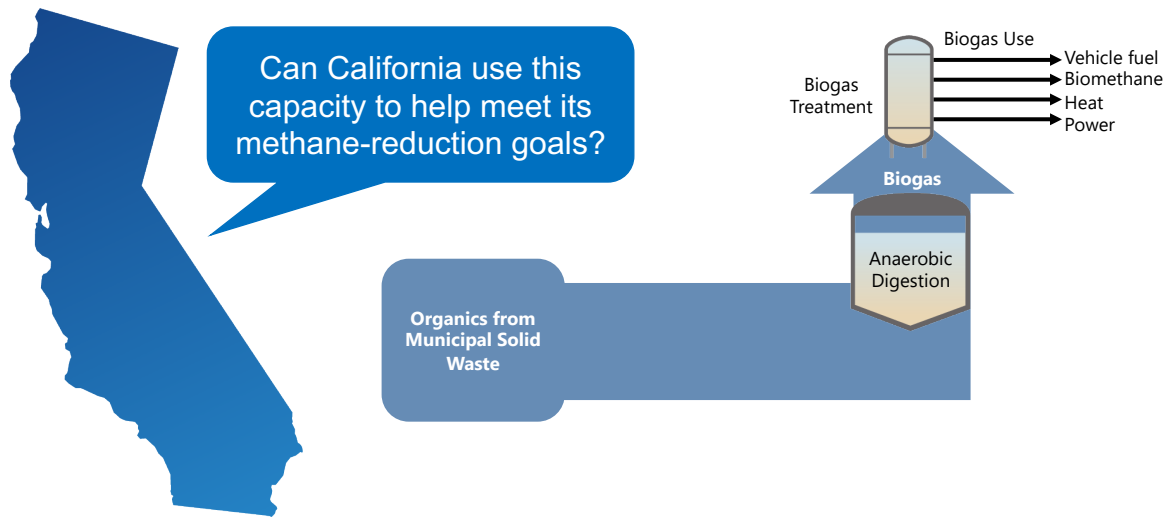 Can California use this
capacity to help meet its
methane-reduction goals?
Biogas Use
Biogas
Treatment
Vehicle fuel
Biomethane
Heat
Power
Biogas
Anaerobic
Digestion
Organics from
Municipal Solid
Waste